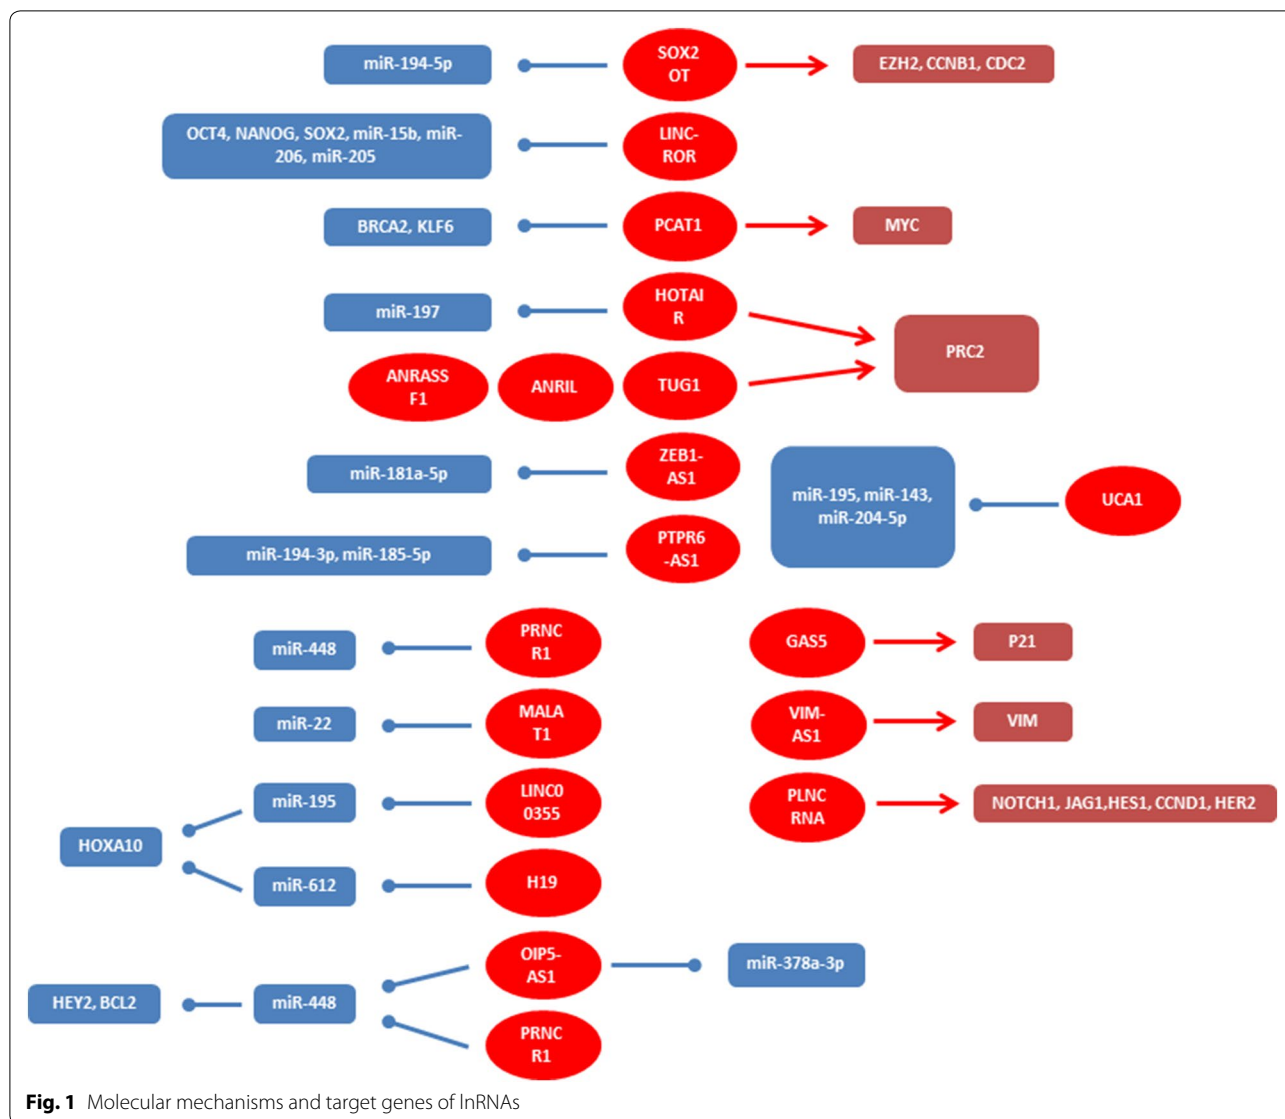 miR-194-5p
SOX2
OT
EZH2, CCNB1, CDC2
OCT4, NANOG, SOX2, miR-15b, miR-
206, miR-205
LINC-
ROR
BRCA2, KLF6
PCAT1
MYC
miR-197
HOTAI
R
PRC2
ANRASS
F1
ANRIL
TUG1
miR-181a-5p
ZEB1-
AS1
miR-195, miR-143,
miR-204-5p
UCA1
miR-194-3p, miR-185-5p
PTPR6
-AS1
miR-448
PRNC
R1
GAS5
P21
miR-22
MALA
T1
VIM-
AS1
VIM
miR-195
LINC0
0355
PLNC
RNA
NOTCH1, JAG1,HES1, CCND1, HER2
HOXA10
miR-612
H19
OIP5-
AS1
miR-378a-3p
HEY2, BCL2
miR-448
PRNC
R1
Fig. 1 Molecular mechanisms and target genes of lnRNAs